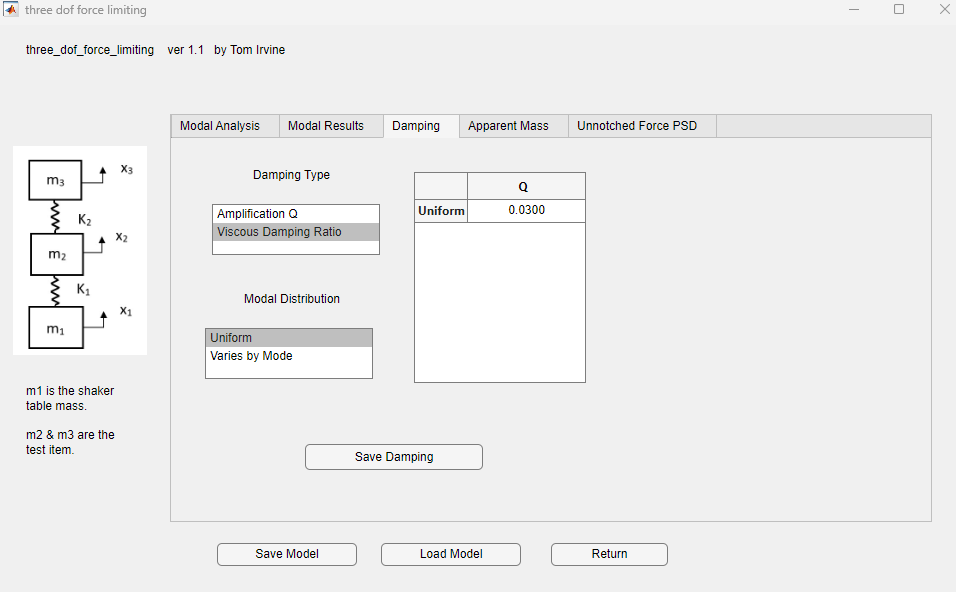 three dof force limiting
three_dof_force_limiting ver 1.1 by Tom Irvine
Modal Analysis Modal Results Damping Apparent Mass Unnotched Force PSD
m3 x3
K2
m2 x2
K1
m1 x1
m1 is the shaker
table mass.
m2 & m3 are the
test item.
Damping Type
Amplification Q
Viscous Damping Ratio
Modal Distribution
Uniform
Varies by Mode
Q
Uniform 0.0300
Save Damping
Save Model Load Model Return